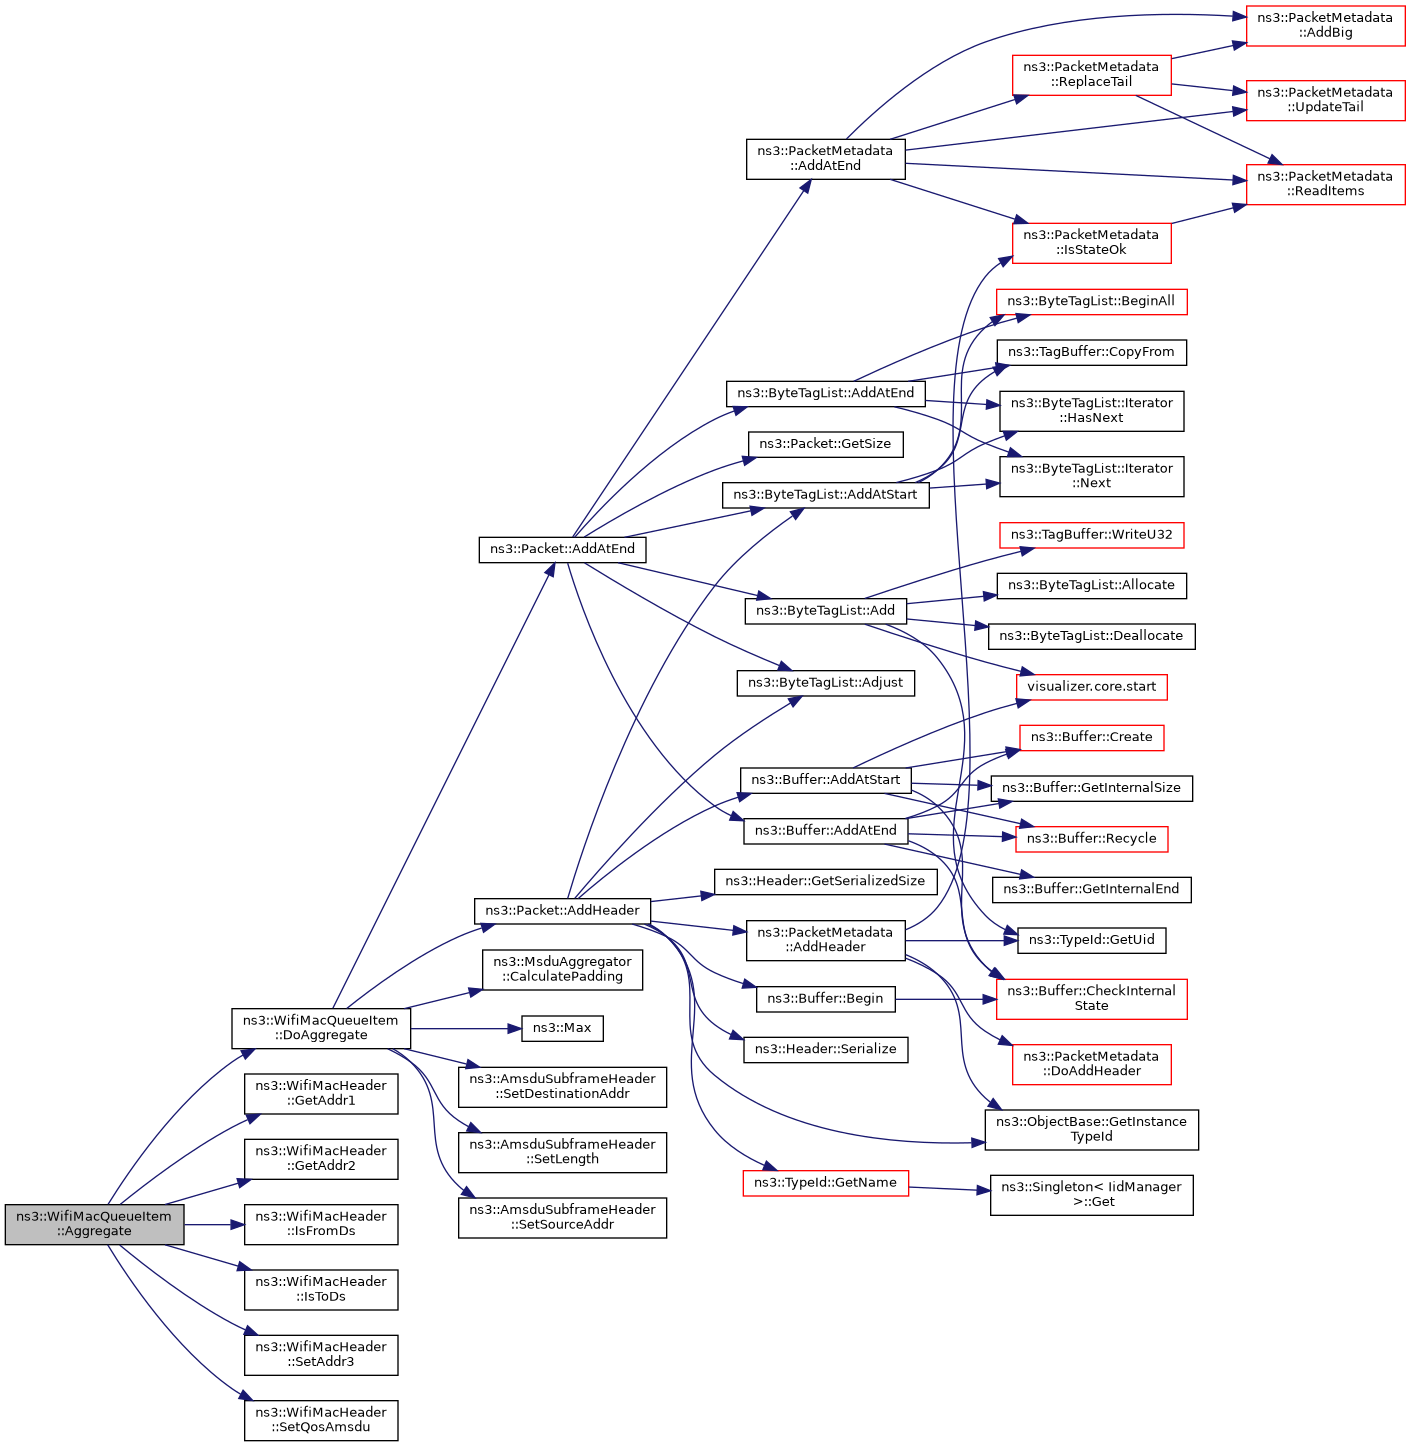 ns3::WifiMacQueueItem
::Aggregate
ns3::WifiMacQueueItem
::DoAggregate
ns3::WifiMacHeader
::GetAddr1
ns3::WifiMacHeader
::GetAddr2
ns3::WifiMacHeader
::IsFromDs
ns3::WifiMacHeader
::IsToDs
ns3::WifiMacHeader
::SetAddr3
ns3::WifiMacHeader
::SetQosAmsdu
ns3::Packet::AddAtEnd
ns3::Packet::AddHeader
ns3::MsduAggregator
::CalculatePadding
ns3::Max
ns3::AmsduSubframeHeader
::SetDestinationAddr
ns3::AmsduSubframeHeader
::SetLength
ns3::AmsduSubframeHeader
::SetSourceAddr
ns3::PacketMetadata
::AddAtEnd
ns3::ByteTagList::AddAtEnd
ns3::Packet::GetSize
ns3::ByteTagList::AddAtStart
ns3::ByteTagList::Add
ns3::ByteTagList::Adjust
ns3::Buffer::AddAtStart
ns3::Buffer::AddAtEnd
ns3::Header::GetSerializedSize
ns3::PacketMetadata
::AddHeader
ns3::Buffer::Begin
ns3::Header::Serialize
ns3::TypeId::GetName
ns3::PacketMetadata
::ReplaceTail
ns3::PacketMetadata
::IsStateOk
ns3::ByteTagList::BeginAll
ns3::TagBuffer::CopyFrom
ns3::ByteTagList::Iterator
::HasNext
ns3::ByteTagList::Iterator
::Next
ns3::TagBuffer::WriteU32
ns3::ByteTagList::Allocate
ns3::ByteTagList::Deallocate
visualizer.core.start
ns3::Buffer::Create
ns3::Buffer::GetInternalSize
ns3::Buffer::Recycle
ns3::Buffer::GetInternalEnd
ns3::TypeId::GetUid
ns3::Buffer::CheckInternal
State
ns3::PacketMetadata
::DoAddHeader
ns3::ObjectBase::GetInstance
TypeId
ns3::Singleton< IidManager
>::Get
ns3::PacketMetadata
::AddBig
ns3::PacketMetadata
::UpdateTail
ns3::PacketMetadata
::ReadItems